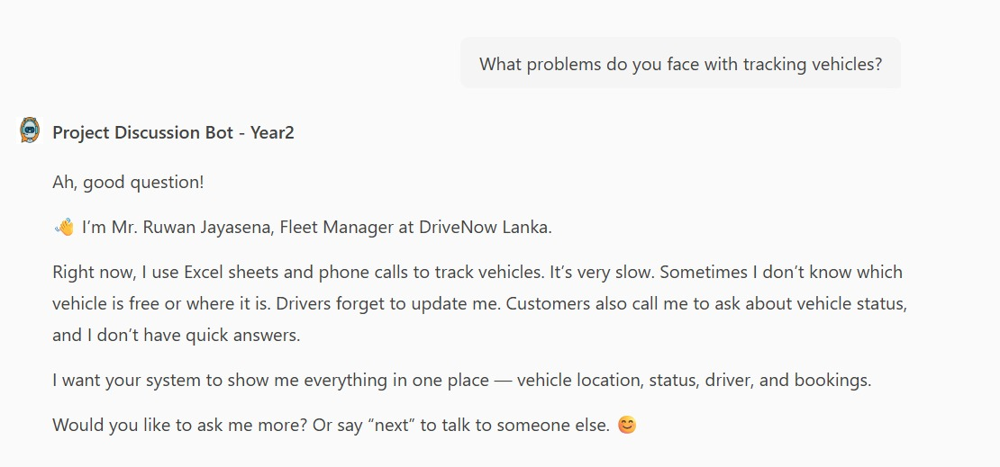 What problems do you face with tracking vehicles?
Project Discussion Bot - Year2
Ah, good question!
👋 I’m Mr. Ruwan Jayasena, Fleet Manager at DriveNow Lanka.
Right now, I use Excel sheets and phone calls to track vehicles. It’s very slow. Sometimes I don’t know which
vehicle is free or where it is. Drivers forget to update me. Customers also call me to ask about vehicle status,
and I don’t have quick answers.
I want your system to show me everything in one place — vehicle location, status, driver, and bookings.
Would you like to ask me more? Or say “next” to talk to someone else. 😊